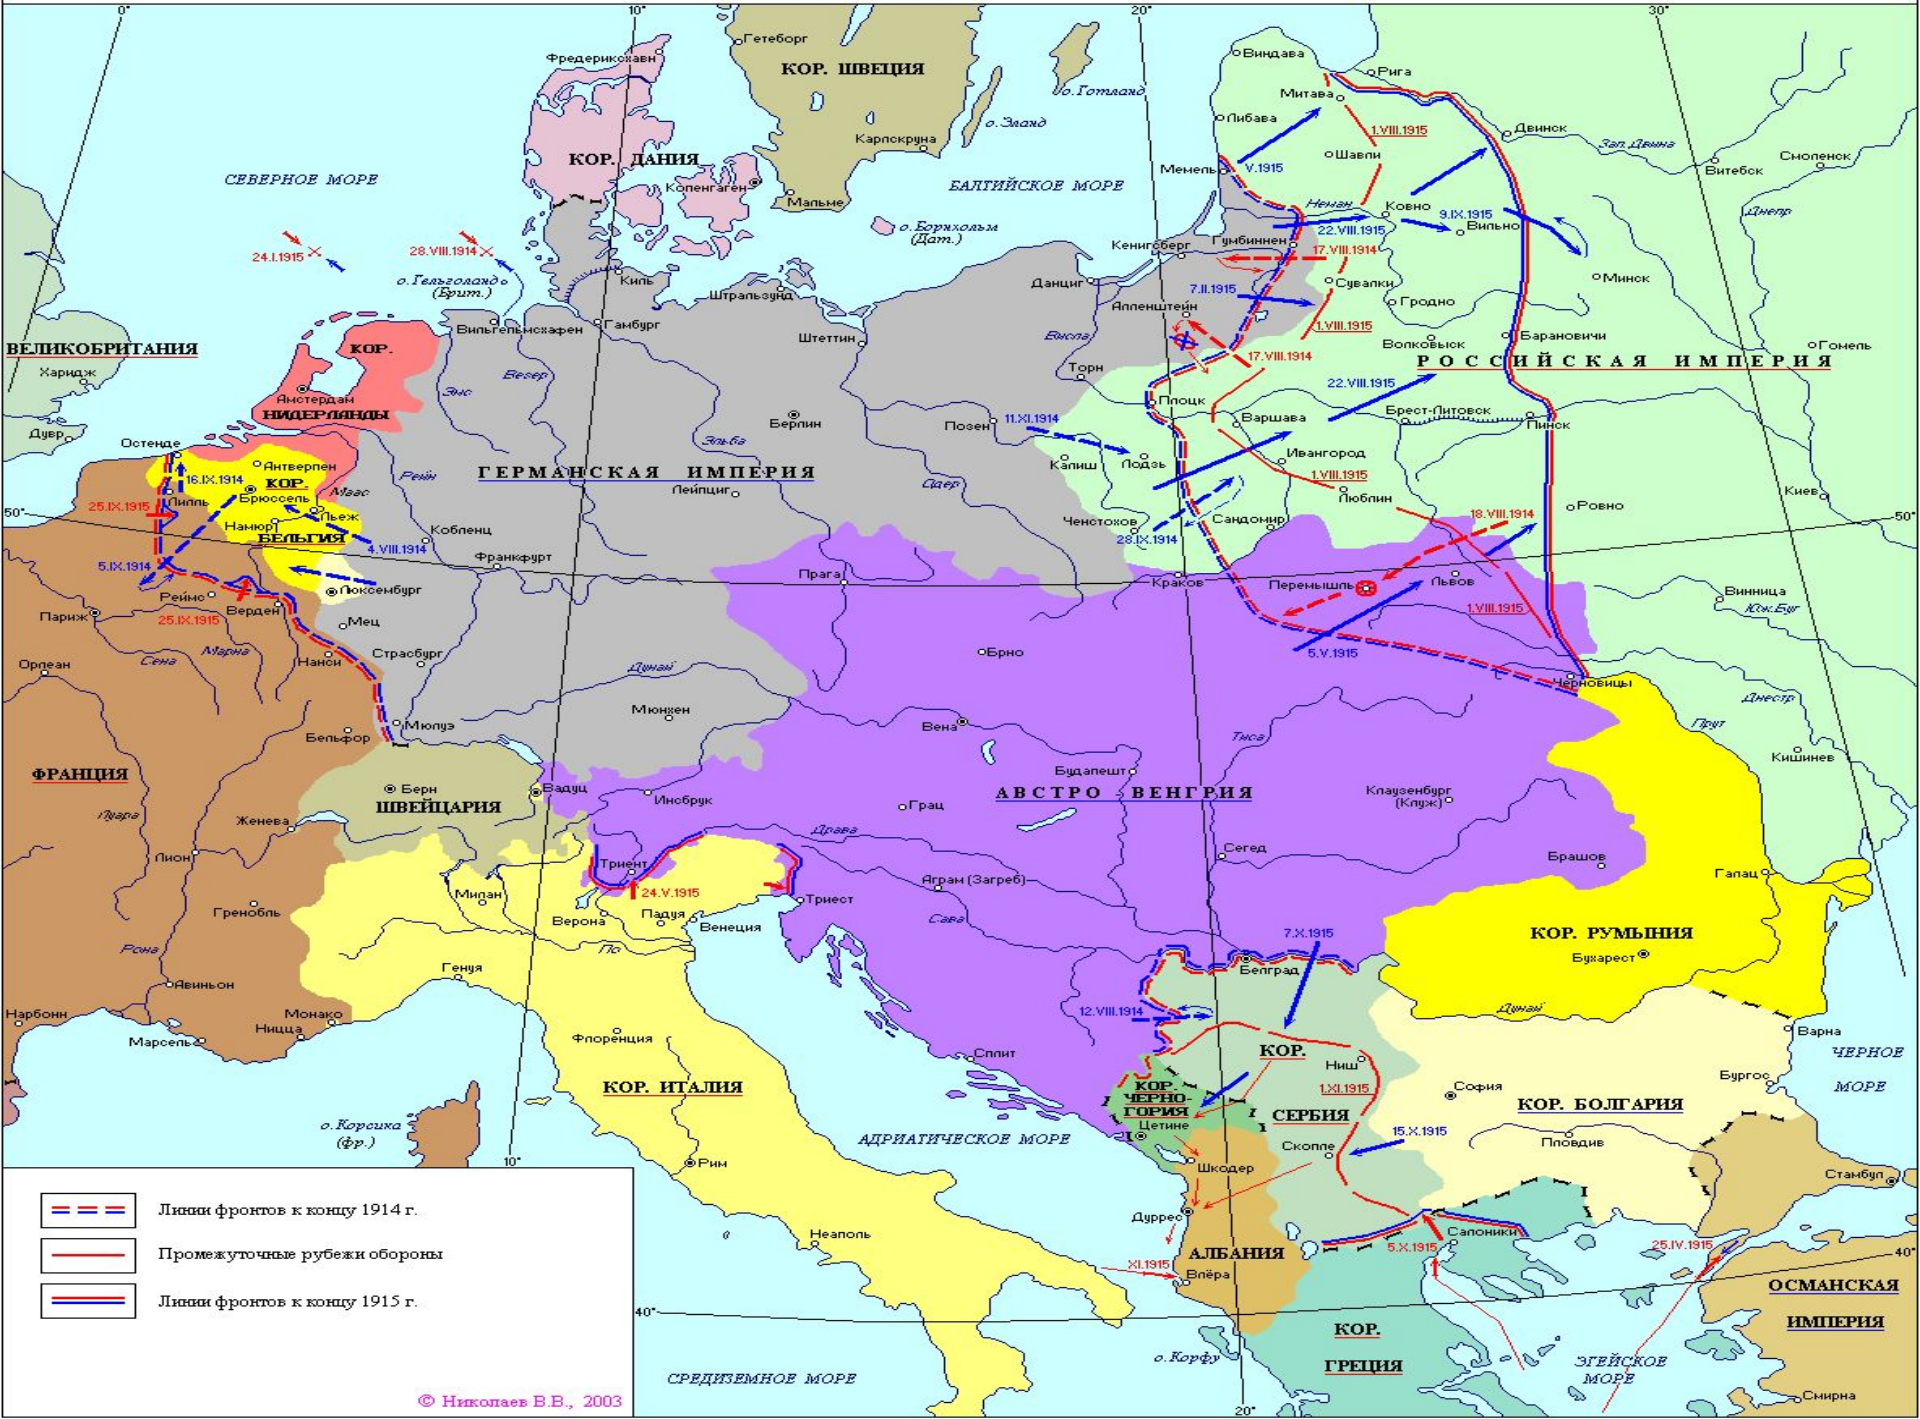 0°
10°
20°
30°
Гетеборг
Фредериксхавн
КОР. ШВЕЦИЯ
Виндава
Рига
Митава
о.Готланд
Либава
о.Эланд
1.VIII.1915
Двинск
Зап.Двина
Карлскруна
КОР. ДАНИЯ
Шавли
Смоленск
Витебск
СЕВЕРНОЕ МОРЕ
Копенгаген
БАЛТИЙСКОЕ МОРЕ
Мемель
V.1915
Мальме
Неман
Ковно
9.IX.1915
Вильно
Днепр
о.Борнхольм
(Дат.)
22.VIII.1915
24.I.1915
28.VIII.1914
Кенигсберг
Гумбиннен
17.VIII.1914
о.Гельголанд
(Брит.)
Киль
Данциг
7.II.1915
Сувалки
Минск
Штральзунд
Алленштейн
Гродно
Вильгельмсхафен
Гамбург
1.VIII.1915
Штеттин
Висла
Волковыск
Барановичи
Гомель
ВЕЛИКОБРИТАНИЯ
КОР.
17.VIII.1914
РОССИЙСКАЯ ИМПЕРИЯ
Харидж
Везер
Торн
22.VIII.1915
Амстердам
Эмс
НИДЕРЛАНДЫ
Плоцк
Берлин
Варшава
Брест-Литовск
Пинск
Дувр
Остенде
Эльба
Позен
11.XI.1914
Антверпен
Калиш
Лодзь
Ивангород
16.IX.1914
КОР.
Рейн
ГЕРМАНСКАЯ ИМПЕРИЯ
1.VIII.1915
Брюссель
Маас
Лейпциг
Одер
Люблин
Киев
25.IX.1915
Лилль
Льеж
Ровно
50°
50°
Намюр
БЕЛЬГИЯ
Кобленц
Ченстохов
Сандомир
18.VIII.1914
4.VIII.1914
28.IX.1914
Франкфурт
5.IX.1914
Прага
Краков
Перемышль
Львов
Реймс
Люксембург
Верден
Винница
Париж
25.IX.1915
1.VIII.1915
Юж.Буг
Мец
Марна
Страсбург
Брно
5.V.1915
Орлеан
Сена
Нанси
Дунай
Черновицы
Днестр
Мюнхен
Вена
Прут
Бельфор
Мюлуз
Тиса
Кишинев
ФРАНЦИЯ
Будапешт
Берн
Вадуц
Инсбрук
АВСТРО - ВЕНГРИЯ
Клаузенбург
(Клуж)
ШВЕЙЦАРИЯ
Грац
Луара
Женева
Драва
Лион
Триент
Сегед
Брашов
Милан
24.V.1915
Аграм (Загреб)
Галац
Гренобль
Верона
Падуя
Триест
Венеция
Сава
7.X.1915
КОР. РУМЫНИЯ
Рона
По
Белград
Бухарест
Генуя
Авиньон
12.VIII.1914
Дунай
Нарбонн
Монако
Ницца
Варна
Марсель
Флоренция
Сплит
КОР.
Ниш
ЧЕРНОЕ
МОРЕ
КОР. ИТАЛИЯ
КОР.
ЧЕРНО-
ГОРИЯ
1.XI.1915
София
Бургос
КОР. БОЛГАРИЯ
СЕРБИЯ
о.Корсика
(фр.)
АДРИАТИЧЕСКОЕ МОРЕ
Цетине
15.X.1915
Пловдив
Скопле
10°
Рим
Шкодер
Стамбул
Дуррес
Неаполь
АЛБАНИЯ
5.X.1915
Салоники
25.IV.1915
40°
XI.1915
Влёра
ОСМАНСКАЯ
ИМПЕРИЯ
40°
КОР.
ГРЕЦИЯ
о.Корфу
ЭГЕЙСКОЕ
МОРЕ
СРЕДИЗЕМНОЕ МОРЕ
Смирна
20°
Линии фронтов к концу 1914 г.
Промежуточные рубежи обороны
Линии фронтов к концу 1915 г.
© Николаев В.В., 2003